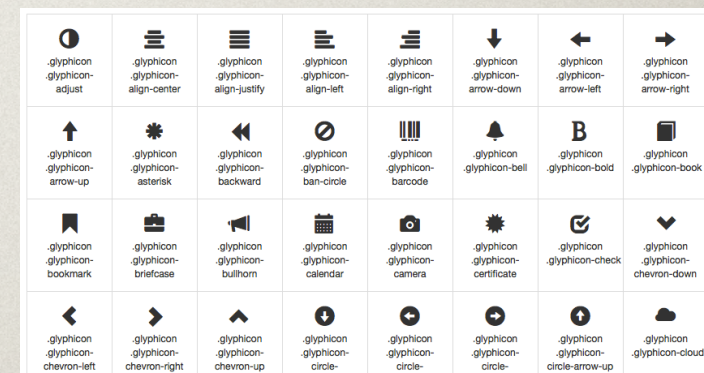 .glyphicon .glyphicon-adjust
.glyphicon .glyphicon-align-center
.glyphicon .glyphicon-align-justify
.glyphicon .glyphicon-align-left
.glyphicon .glyphicon-align-right
.glyphicon .glyphicon-arrow-down
.glyphicon .glyphicon-arrow-left
.glyphicon .glyphicon-arrow-right
.glyphicon .glyphicon-arrow-up
.glyphicon .glyphicon-asterisk
.glyphicon .glyphicon-backward
.glyphicon .glyphicon-ban-circle
.glyphicon .glyphicon-barcode
.glyphicon .glyphicon-bell
.glyphicon .glyphicon-bold
.glyphicon .glyphicon-book
.glyphicon .glyphicon-bookmark
.glyphicon .glyphicon-briefcase
.glyphicon .glyphicon-bullhorn
.glyphicon .glyphicon-calendar
.glyphicon .glyphicon-camera
.glyphicon .glyphicon-certificate
.glyphicon .glyphicon-check
.glyphicon .glyphicon-chevron-down
.glyphicon .glyphicon-chevron-left
.glyphicon .glyphicon-chevron-right
.glyphicon .glyphicon-chevron-up
.glyphicon .glyphicon-circle-
.glyphicon .glyphicon-circle-
.glyphicon .glyphicon-circle-
.glyphicon .glyphicon-circle-arrow-up
.glyphicon .glyphicon-cloud